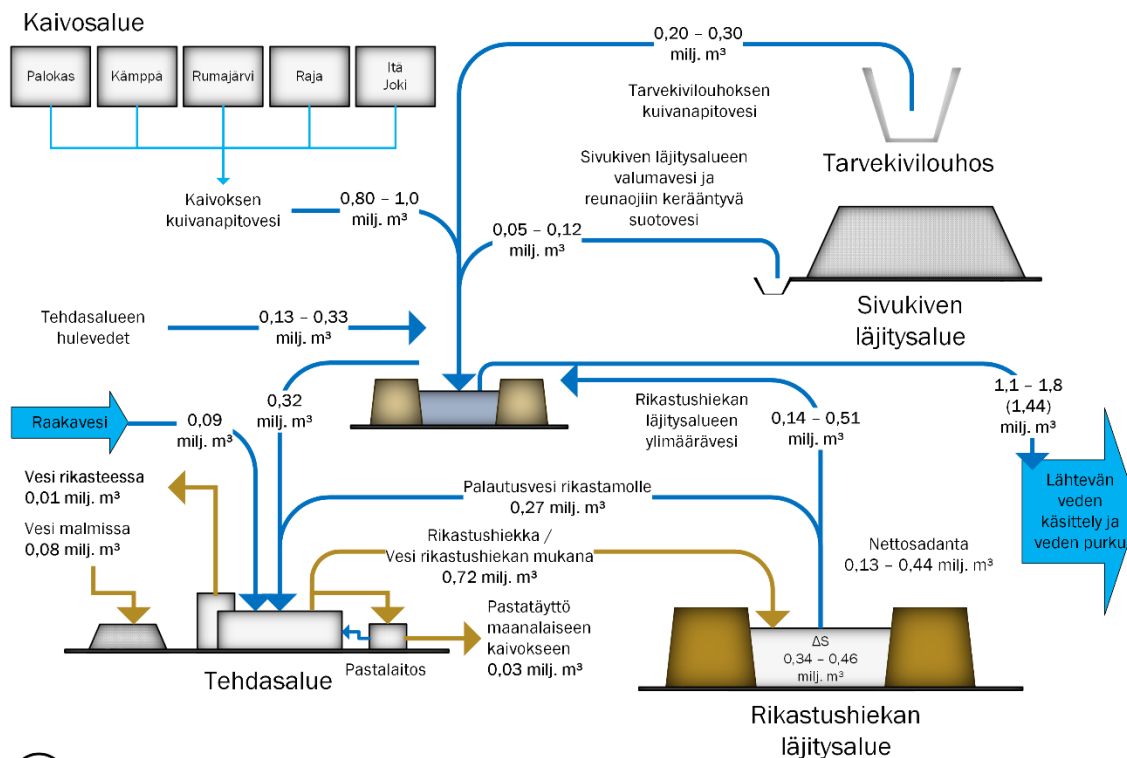 Kaivosalue
Palokas
Kämppä
Rumajärvi
Raja
Itä
Joki
0,20 – 0,30
milj. m³
Tarvekivilouhoksen
kuivanapitovesi
Tarvekivilouhos
Kaivoksen
kuivanapitovesi
0,80 – 1,0
milj. m³
Sivukiven läjitysalueen
valumavesi ja
reunaojiin kerääntyvä
suotovesi
0,05 – 0,12
milj. m³
Sivukiven
läjitysalue
Tehdasalueen
hulevedet
0,13 – 0,33
milj. m³
Raakavesi
0,09
milj. m³
0,32
milj. m³
Rikastushiekan
läjitysalueen
ylimäärävesi
0,14 – 0,51
milj. m³
1,1 – 1,8
(1,44)
milj. m³
Lähtevän
veden
käsittely ja
veden purku
Vesi rikasteessa
0,01 milj. m³
Vesi malmissa
0,08 milj. m³
Palautusvesi rikastamolle
0,27 milj. m³
Rikastushiekka /
Vesi rikastushiekan mukana
0,72 milj. m³
Nettosadanta
0,13 – 0,44 milj. m³
Pastatäyttö
maanalaiseen
kaivokseen
0,03 milj. m³
Pastalaitos
Tehdasalue
ΔS
0,34 – 0,46
milj. m³
Rikastushiekan
läjitysalue